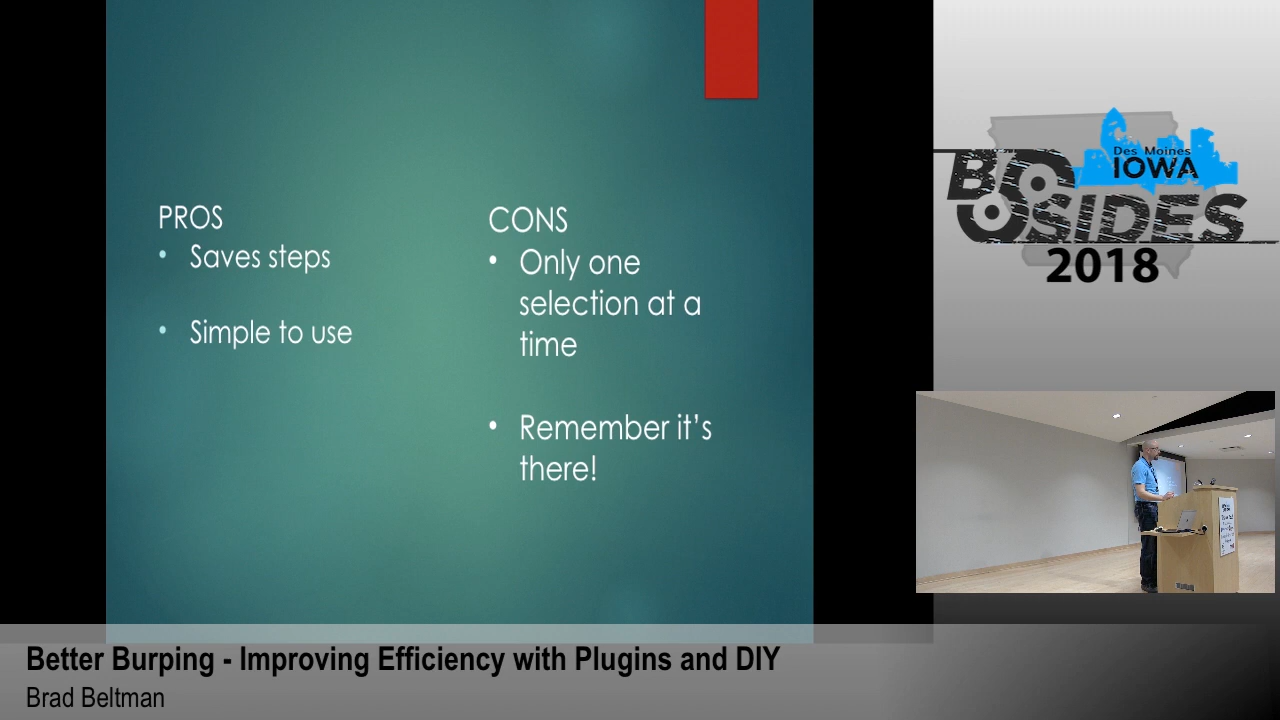 PROS
• Saves steps
• Simple to use
CONS
• Only one
selection at a
time
• Remember it's
there!
Des Moines
IOWA
BSIDES
2018
Better Burping - Improving Efficiency with Plugins and DIY
Brad Beltman